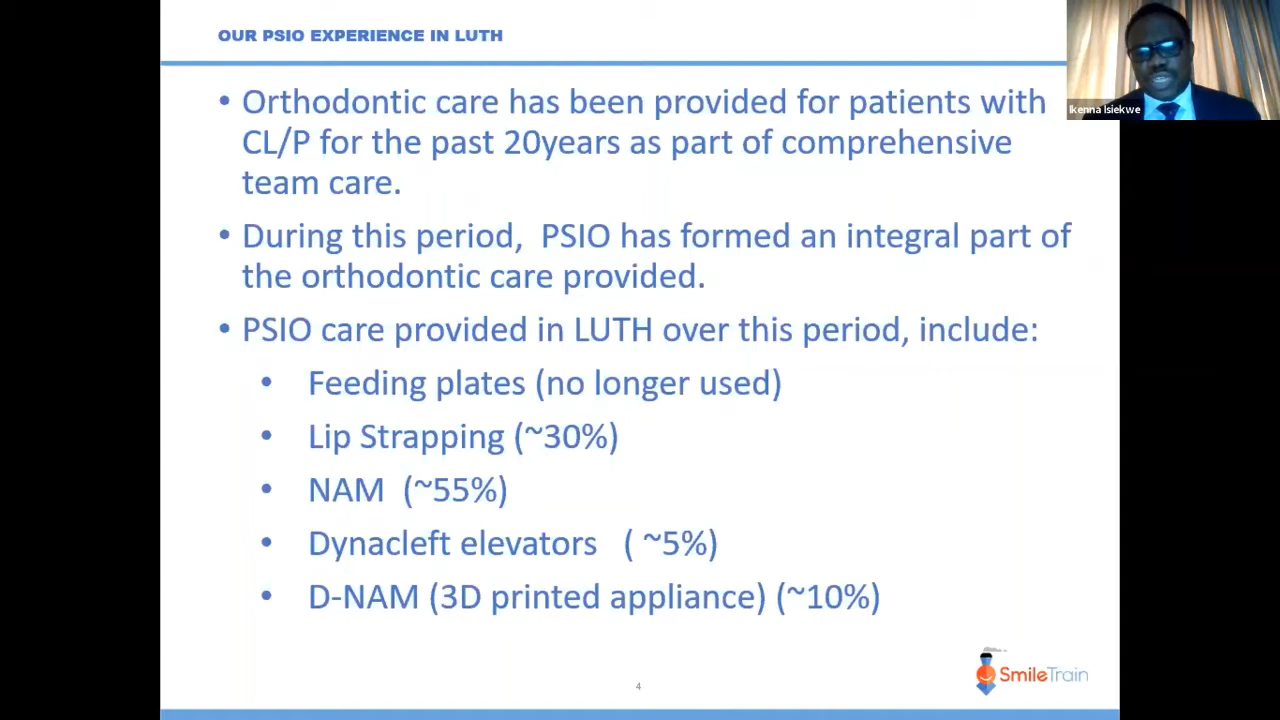 OUR PSIO EXPERIENCE IN LUTH
Ikenna Isiekwe
• Orthodontic care has been provided for patients with
CL/P for the past 20years as part of comprehensive
team care.
• During this period, PSIO has formed an integral part of
the orthodontic care provided.
• PSIO care provided in LUTH over this period, include:
• Feeding plates (no longer used)
• Lip Strapping (~30%)
• NAM (~55%)
• Dynacleft elevators ( ~5%)
• D-NAM (3D printed appliance) (~10%)
SmileTrain
4